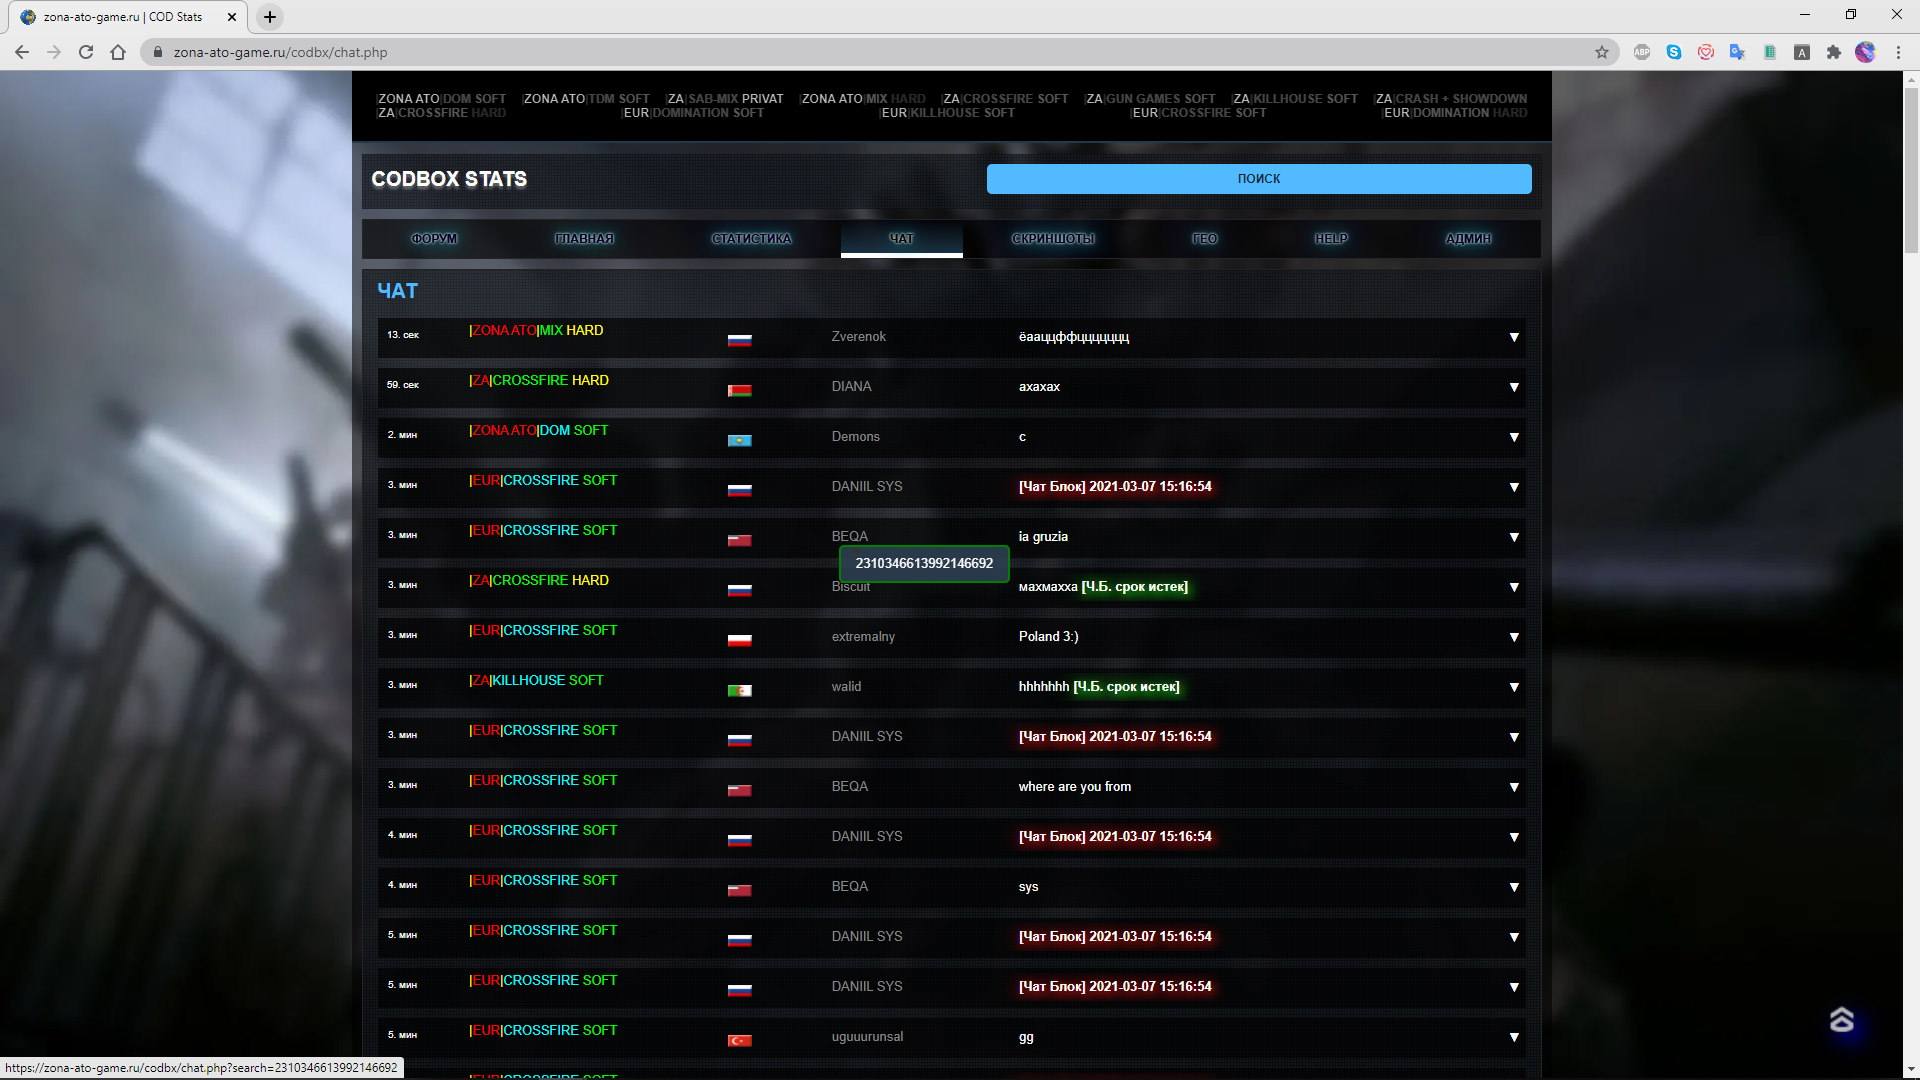 zona-ato-game.ru | COD Stats
zona-ato-game.ru/codbx/chat.php
|ZONA ATO|DOM SOFT |ZONA ATO|TDM SOFT |ZA|SAB-MIX PRIVAT |ZONA ATO|MIX HARD |ZA|CROSSFIRE SOFT |ZA|GUN GAMES SOFT |ZA|KILLHOUSE SOFT |ZA|CRASH + SHOWDOWN
|ZA|CROSSFIRE HARD |EUR|DOMINATION SOFT |EUR|KILLHOUSE SOFT |EUR|CROSSFIRE SOFT |EUR|DOMINATION HARD
CODBOX STATS
ПОИСК
ФОРУМ ГЛАВНАЯ СТАТИСТИКА ЧАТ СКРИНШОТЫ ГЕО HELP АДМИН
ЧАТ
13. сек |ZONA ATO|MIX HARD Zverenok ёааццффццццццц ▼
59. сек |ZA|CROSSFIRE HARD DIANA ахахах ▼
2. мин |ZONA ATO|DOM SOFT Demons с ▼
3. мин |EUR|CROSSFIRE SOFT DANIIL SYS [Чат Блок] 2021-03-07 15:16:54 ▼
3. мин |EUR|CROSSFIRE SOFT BEQA ia gruzia ▼
2310346613992146692
3. мин |ZA|CROSSFIRE HARD Biscuit махмахха [Ч.Б. срок истек] ▼
3. мин |EUR|CROSSFIRE SOFT extremalny Poland 3:) ▼
3. мин |ZA|KILLHOUSE SOFT walid hhhhhhh [Ч.Б. срок истек] ▼
3. мин |EUR|CROSSFIRE SOFT DANIIL SYS [Чат Блок] 2021-03-07 15:16:54 ▼
3. мин |EUR|CROSSFIRE SOFT BEQA where are you from ▼
4. мин |EUR|CROSSFIRE SOFT DANIIL SYS [Чат Блок] 2021-03-07 15:16:54 ▼
4. мин |EUR|CROSSFIRE SOFT BEQA sys ▼
5. мин |EUR|CROSSFIRE SOFT DANIIL SYS [Чат Блок] 2021-03-07 15:16:54 ▼
5. мин |EUR|CROSSFIRE SOFT DANIIL SYS [Чат Блок] 2021-03-07 15:16:54 ▼
5. мин |EUR|CROSSFIRE SOFT uguuurunsal gg ▼
https://zona-ato-game.ru/codbx/chat.php?search=2310346613992146692